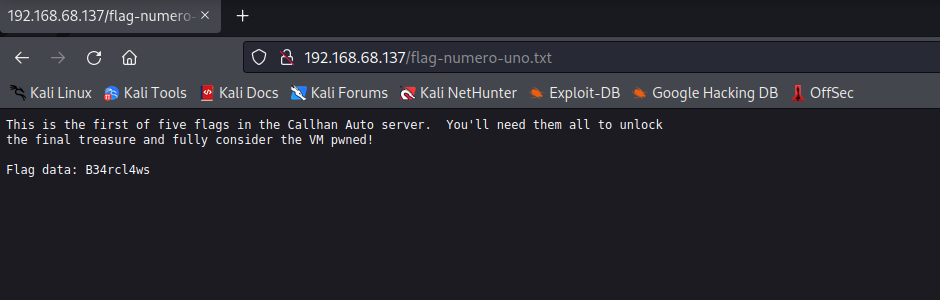 192.168.68.137/flag-numero-
192.168.68.137/flag-numero-uno.txt
Kali Linux Kali Tools Kali Docs Kali Forums Kali NetHunter Exploit-DB Google Hacking DB OffSec
This is the first of five flags in the Callhan Auto server.  You'll need them all to unlock
the final treasure and fully consider the VM pwned!
Flag data: B34rcl4ws